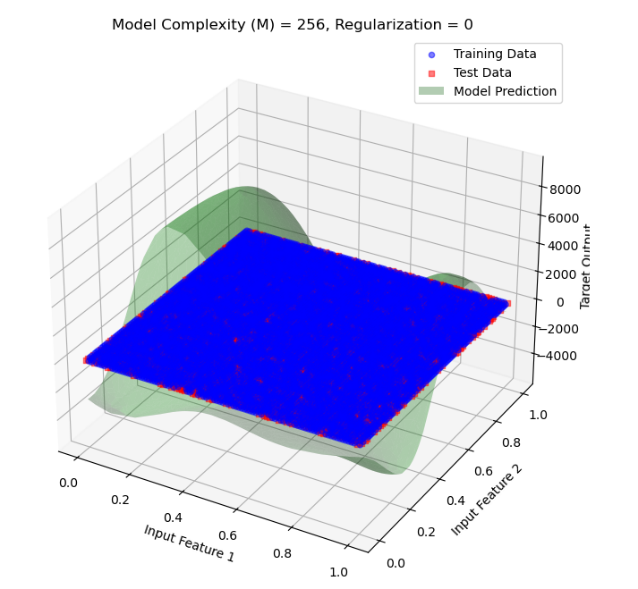 Model Complexity (M) = 256, Regularization = 0
Training Data
Test Data
Model Prediction
8000
6000
4000
2000
0
−2000
−4000
Target Output
1.0
0.8
0.6
0.4
0.2
0.0
Input Feature 2
0.0
0.2
0.4
0.6
0.8
1.0
Input Feature 1